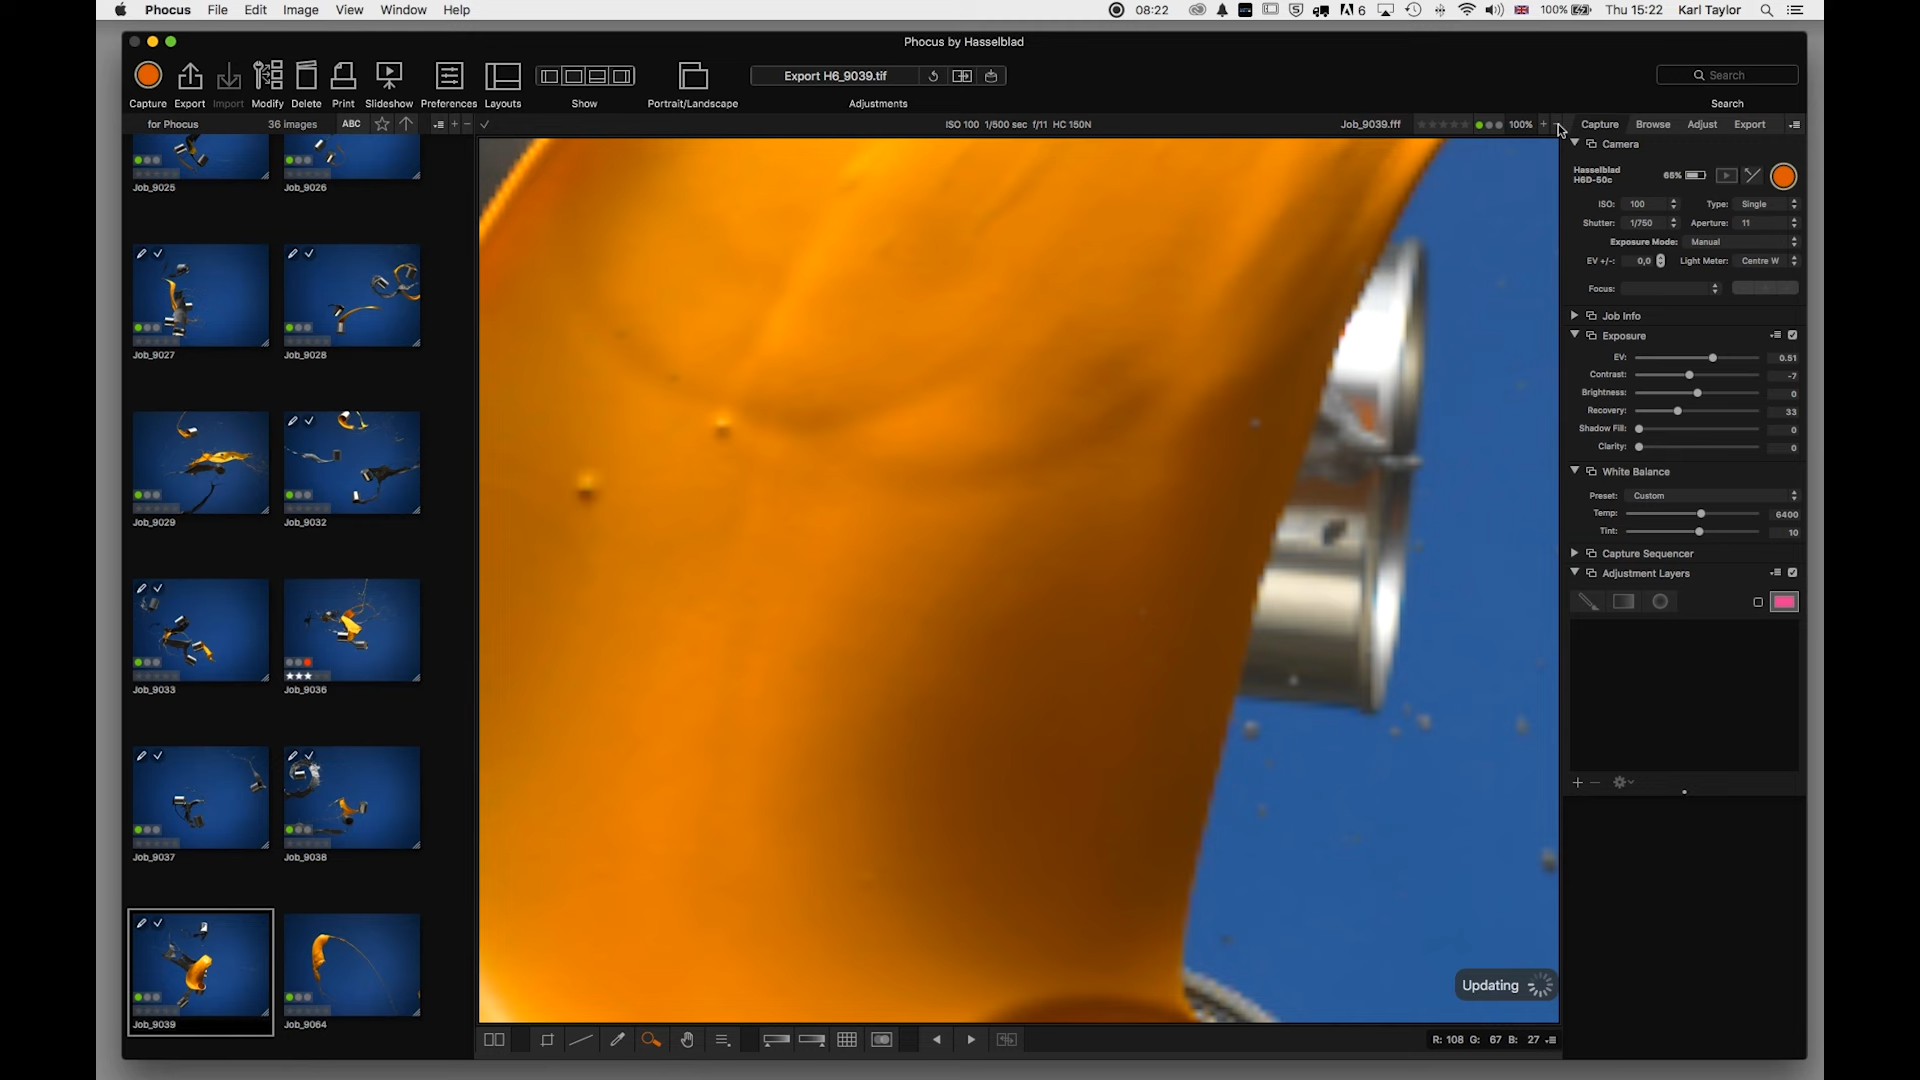 Phocus File Edit Image View Window Help
08:22 6 100% Thu 15:22 Karl Taylor
Phocus by Hasselblad
Export H6_9039.tif
Search
Capture Export Import Modify Delete Print Slideshow Preferences Layouts Show Portrait/Landscape Adjustments Search
for Phocus 36 images ABC
ISO 100 1/500 sec f/11 HC 150N
Job_9039.fff 100% + −
Capture Browse Adjust Export
Camera
Hasselblad
H6D-50c
65%
ISO: 100 Type: Single
Shutter: 1/750 Aperture: 11
Exposure Mode: Manual
EV +/-: 0,0 Light Meter: Centre W
Focus:
Job Info
Exposure
EV: 0.51
Contrast: -7
Brightness: 0
Recovery: 33
Shadow Fill: 0
Clarity: 0
White Balance
Preset: Custom
Temp: 6400
Tint: 10
Capture Sequencer
Adjustment Layers
Job_9025 Job_9026
Job_9027 Job_9028
Job_9029 Job_9032
Job_9033 Job_9036
Job_9037 Job_9038
Job_9039 Job_9064
Updating
R: 108 G: 67 B: 27